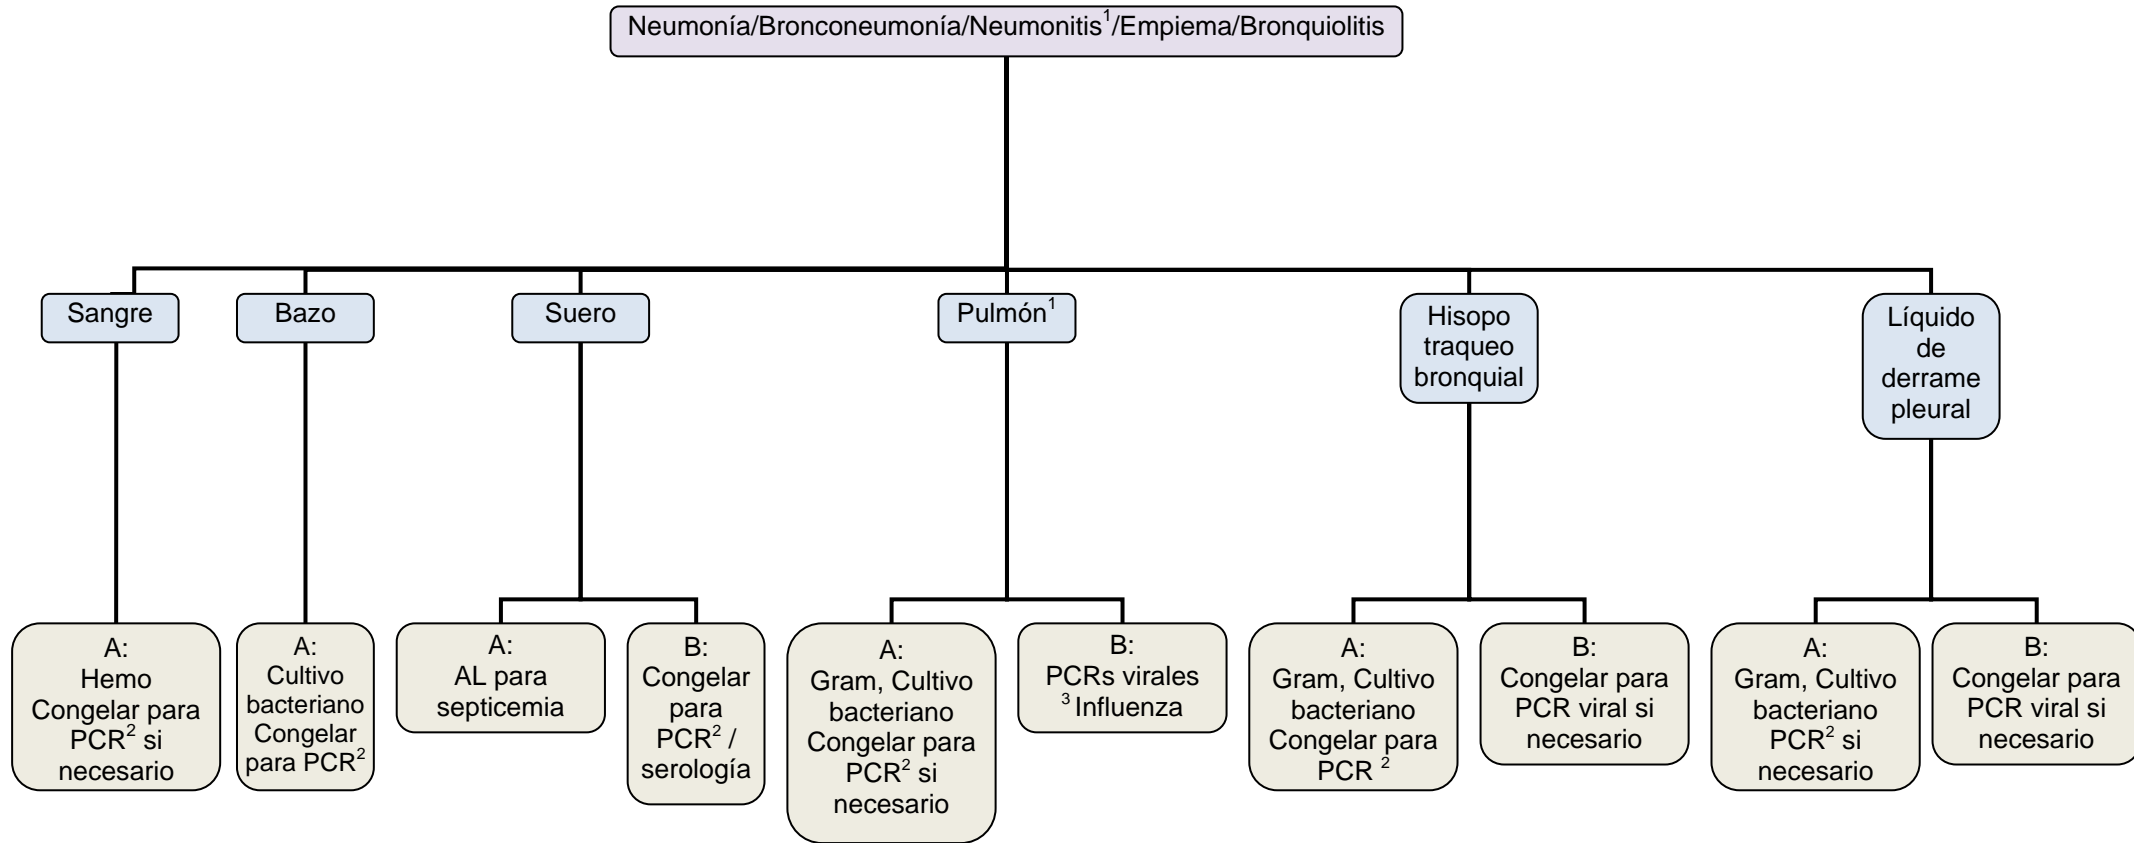 Neumonía/Bronconeumonía/Neumonitis¹/Empiema/Bronquiolitis
Sangre
Bazo
Suero
Pulmón¹
Hisopo
traqueo
bronquial
Líquido
de
derrame
pleural
A:
Hemo
Congelar para
PCR² si
necesario
A:
Cultivo
bacteriano
Congelar
para PCR²
A:
AL para
septicemia
B:
Congelar
para
PCR² /
serología
A:
Gram, Cultivo
bacteriano
Congelar para
PCR² si
necesario
B:
PCRs virales
³ Influenza
A:
Gram, Cultivo
bacteriano
Congelar para
PCR ²
B:
Congelar para
PCR viral si
necesario
A:
Gram, Cultivo
bacteriano
PCR² si
necesario
B:
Congelar para
PCR viral si
necesario